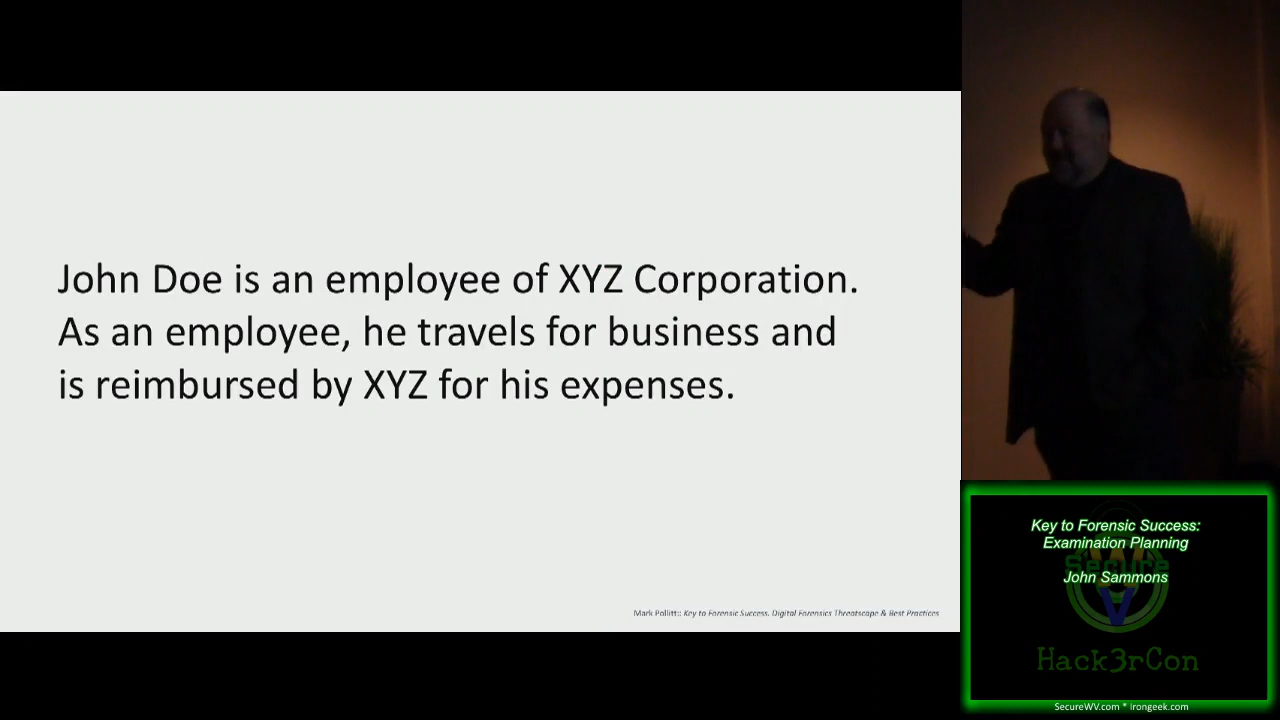 John Doe is an employee of XYZ Corporation.
As an employee, he travels for business and
is reimbursed by XYZ for his expenses.
Mark Pollitt:: Key to Forensic Success. Digital Forensics Threatscape & Best Practices
Key to Forensic Success:
Examination Planning
John Sammons
Secure
WV
Hack3rCon
SecureWV.com * irongeek.com